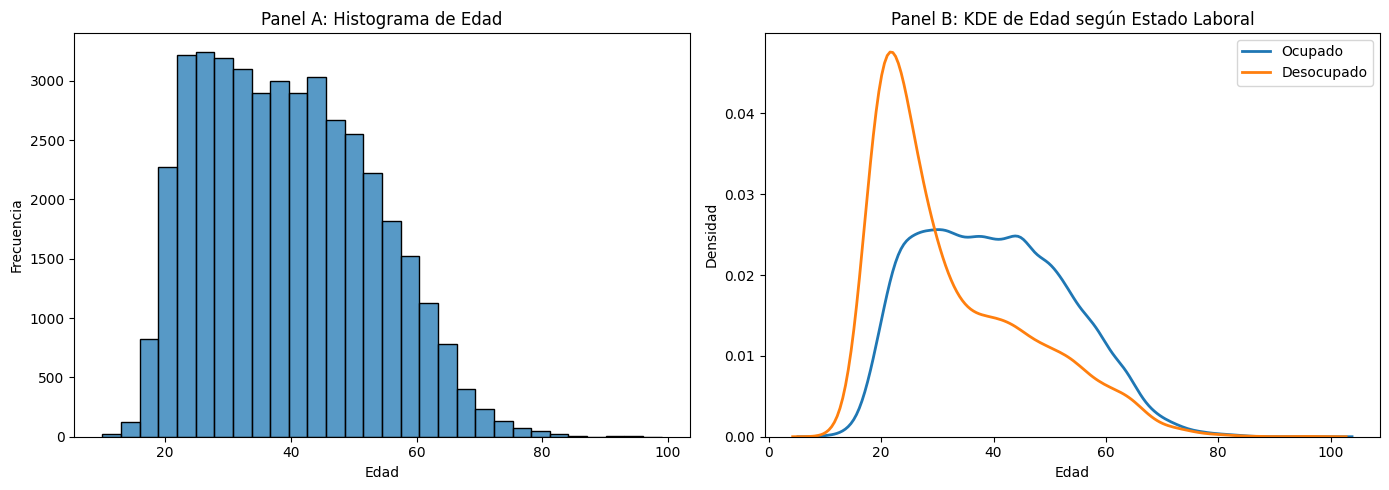 Panel A: Histograma de Edad
Frecuencia
3000
2500
2000
1500
1000
500
0
20
40
60
80
100
Edad
Panel B: KDE de Edad según Estado Laboral
Ocupado
Desocupado
Densidad
0.04
0.03
0.02
0.01
0.00
0
20
40
60
80
100
Edad